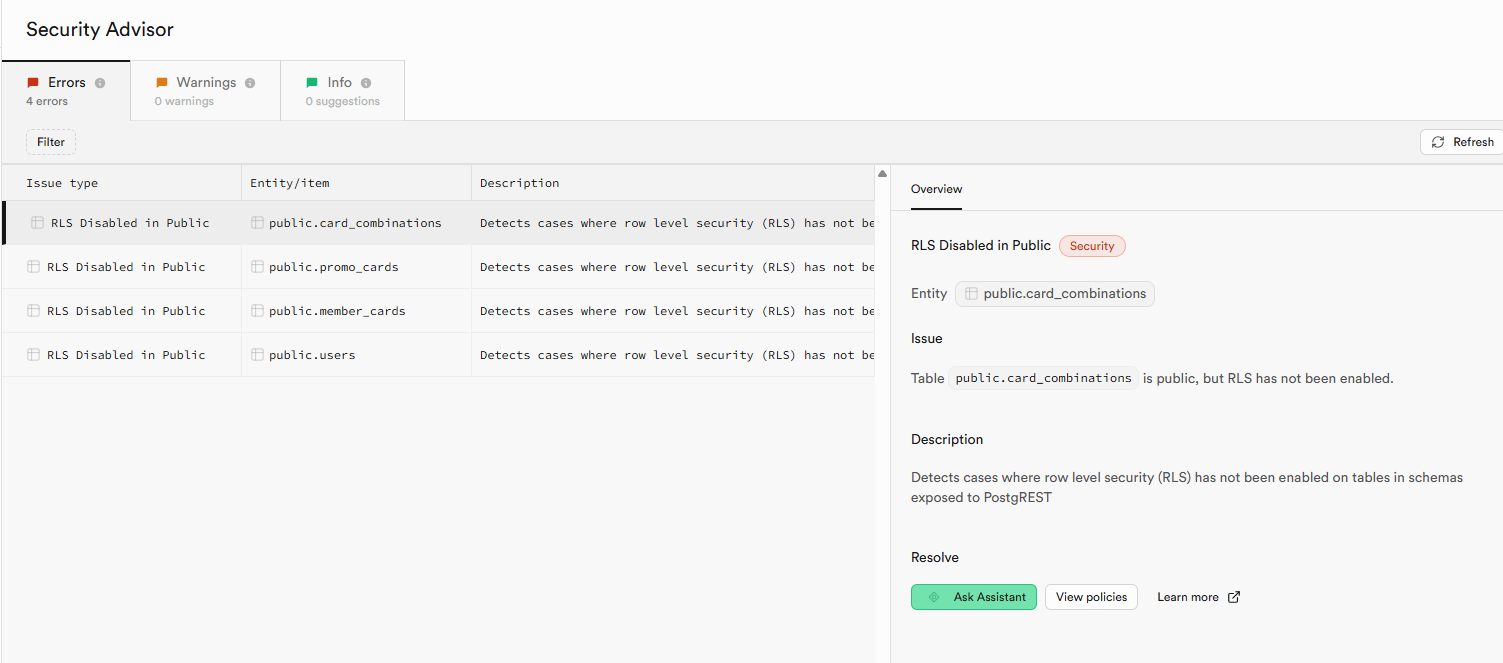 Security Advisor
Errors
4 errors
Warnings
0 warnings
Info
0 suggestions
Filter
Refresh
Issue type Entity/item Description
RLS Disabled in Public public.card_combinations Detects cases where row level security (RLS) has not be
RLS Disabled in Public public.promo_cards Detects cases where row level security (RLS) has not be
RLS Disabled in Public public.member_cards Detects cases where row level security (RLS) has not be
RLS Disabled in Public public.users Detects cases where row level security (RLS) has not be
Overview
RLS Disabled in Public Security
Entity public.card_combinations
Issue
Table public.card_combinations is public, but RLS has not been enabled.
Description
Detects cases where row level security (RLS) has not been enabled on tables in schemas
exposed to PostgREST
Resolve
Ask Assistant View policies Learn more